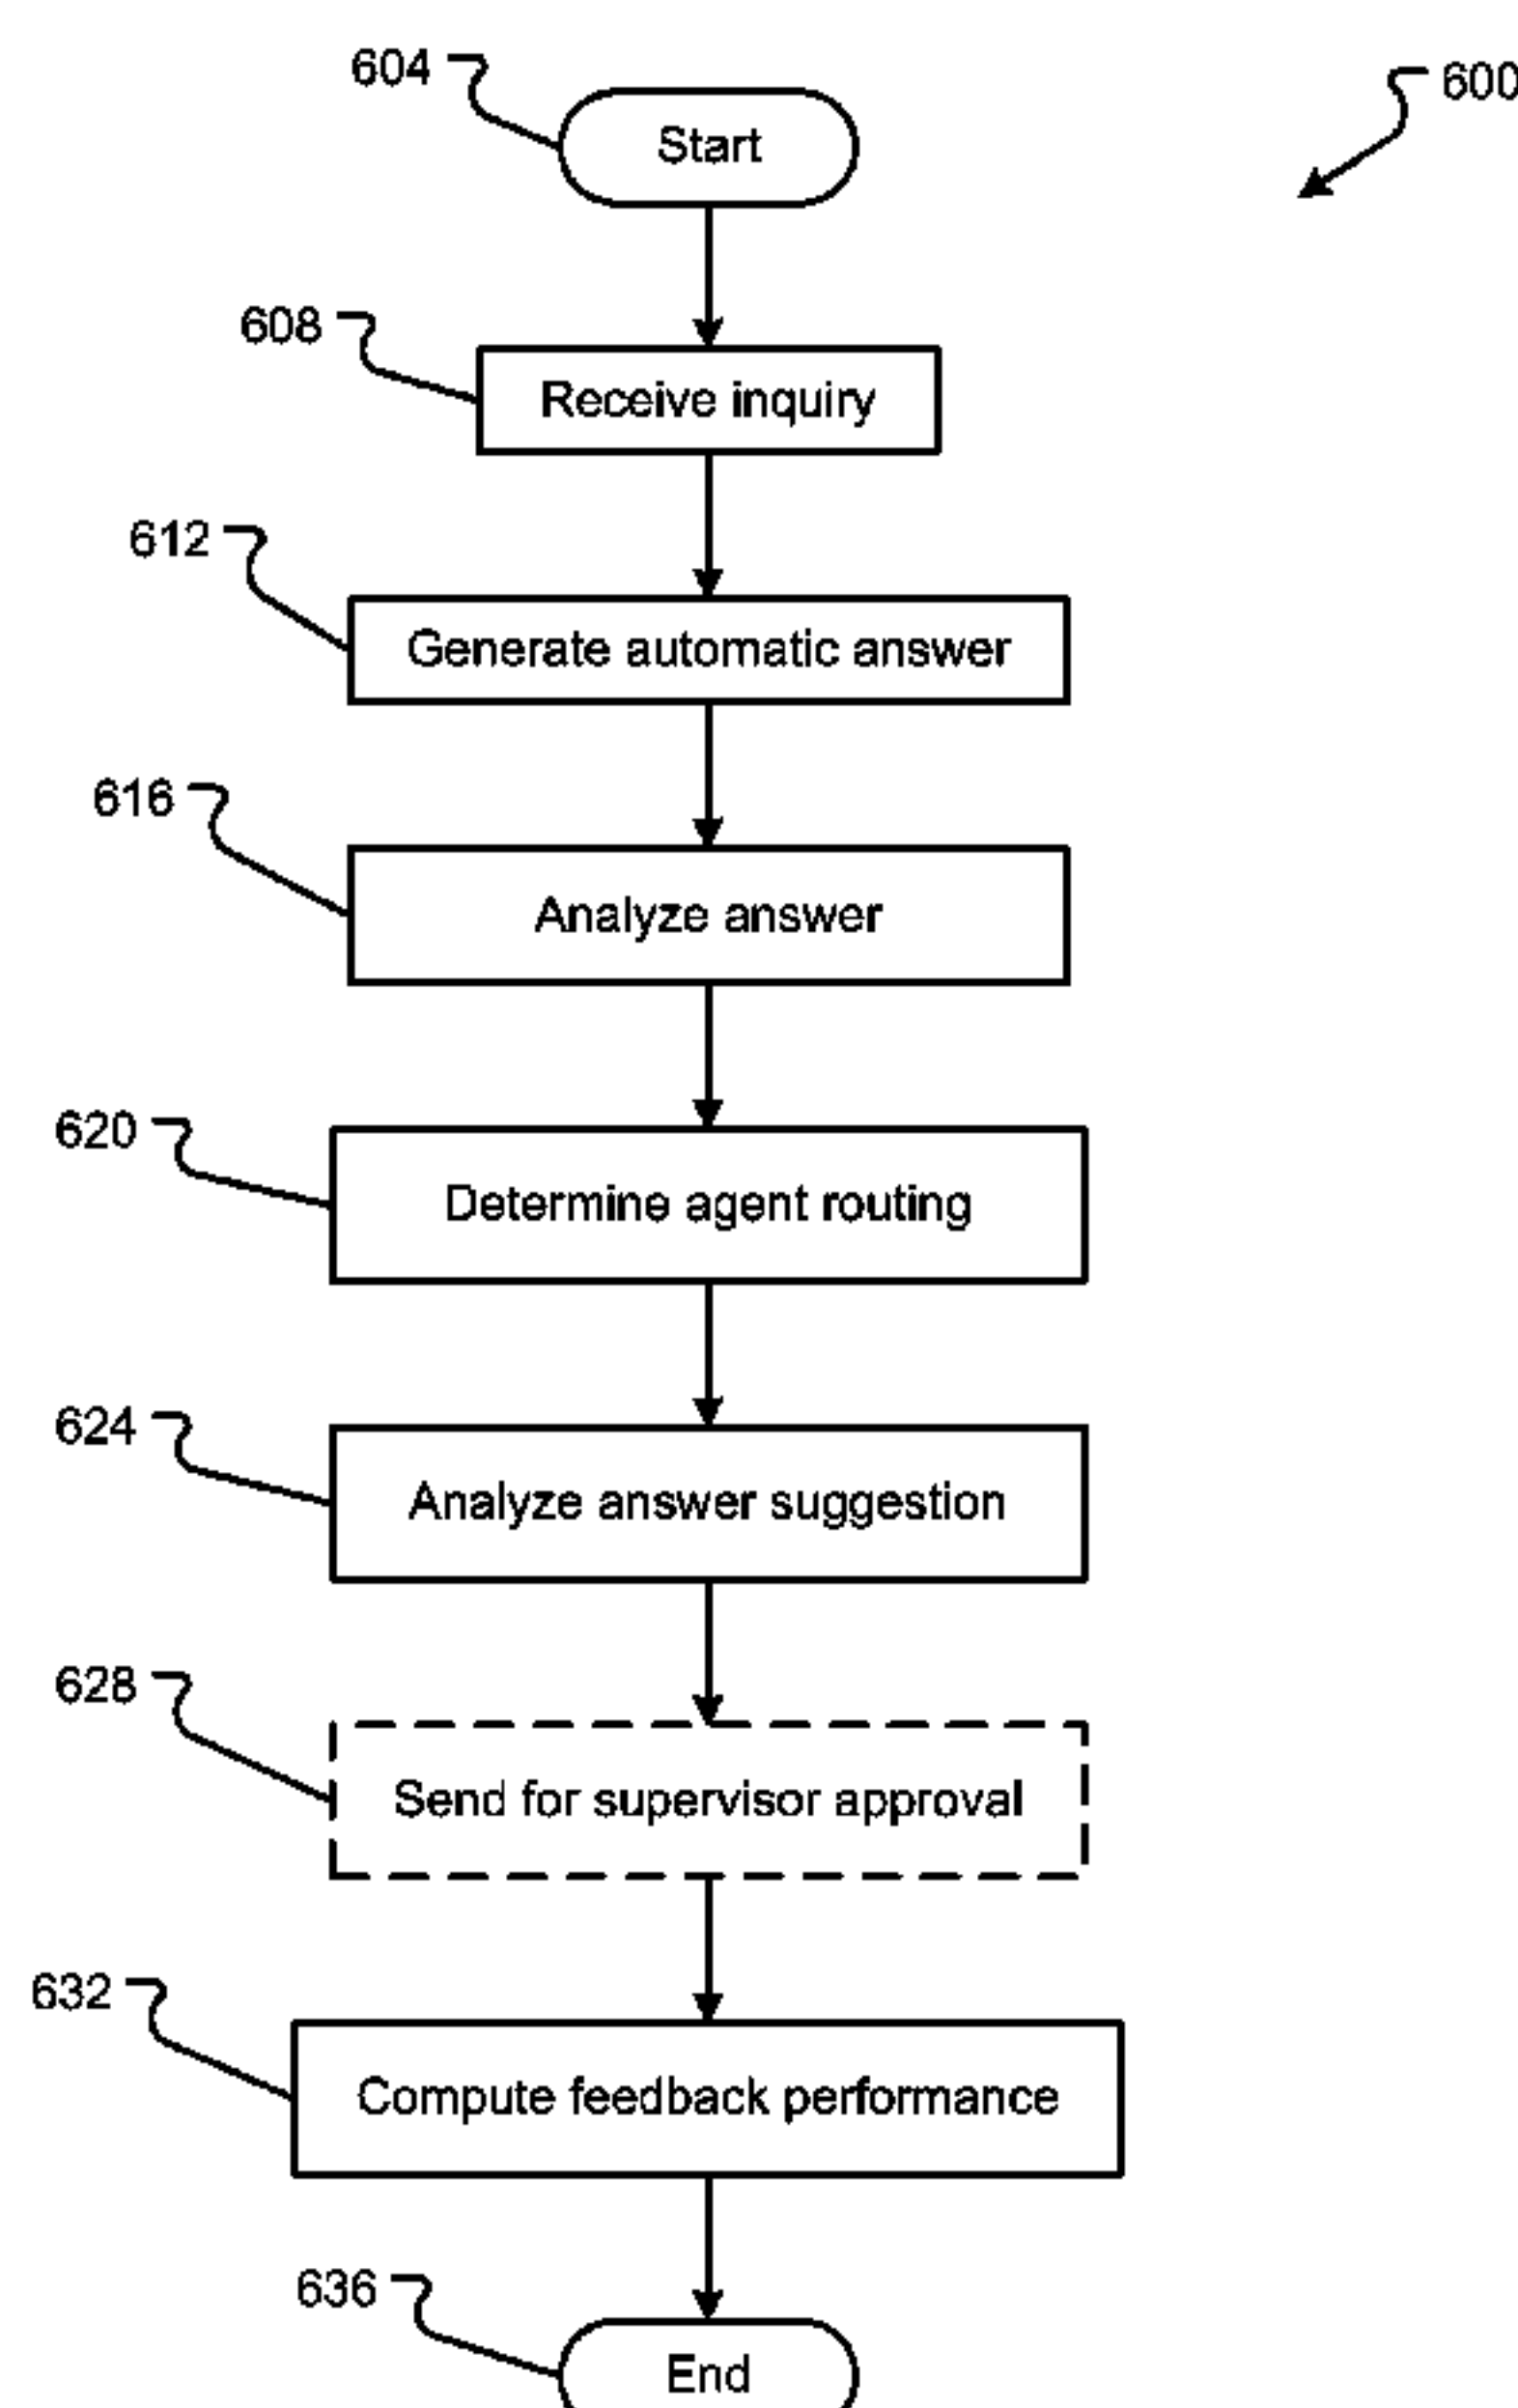 604
600
Start
608
Receive inquiry
612
Generate automatic answer
616
Analyze answer
620
Determine agent routing
624
Analyze answer suggestion
628
Send for supervisor approval
632
Compute feedback performance
636
End